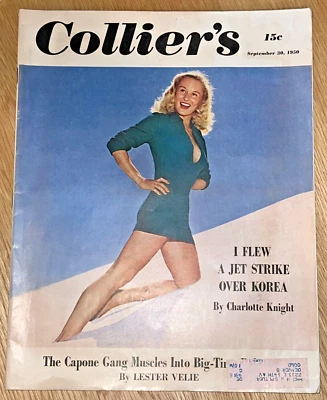 Collier's
15c
September 30, 1950
I FLEW
A JET STRIKE
OVER KOREA
By Charlotte Knight
The Capone Gang Muscles Into Big-Time
By LESTER VELIE